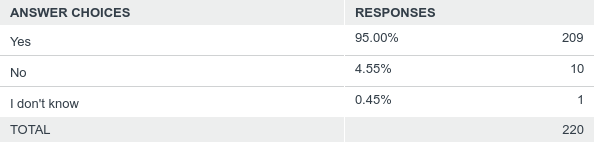 ANSWER CHOICES RESPONSES
Yes 95.00% 209
No 4.55% 10
I don't know 0.45% 1
TOTAL 220